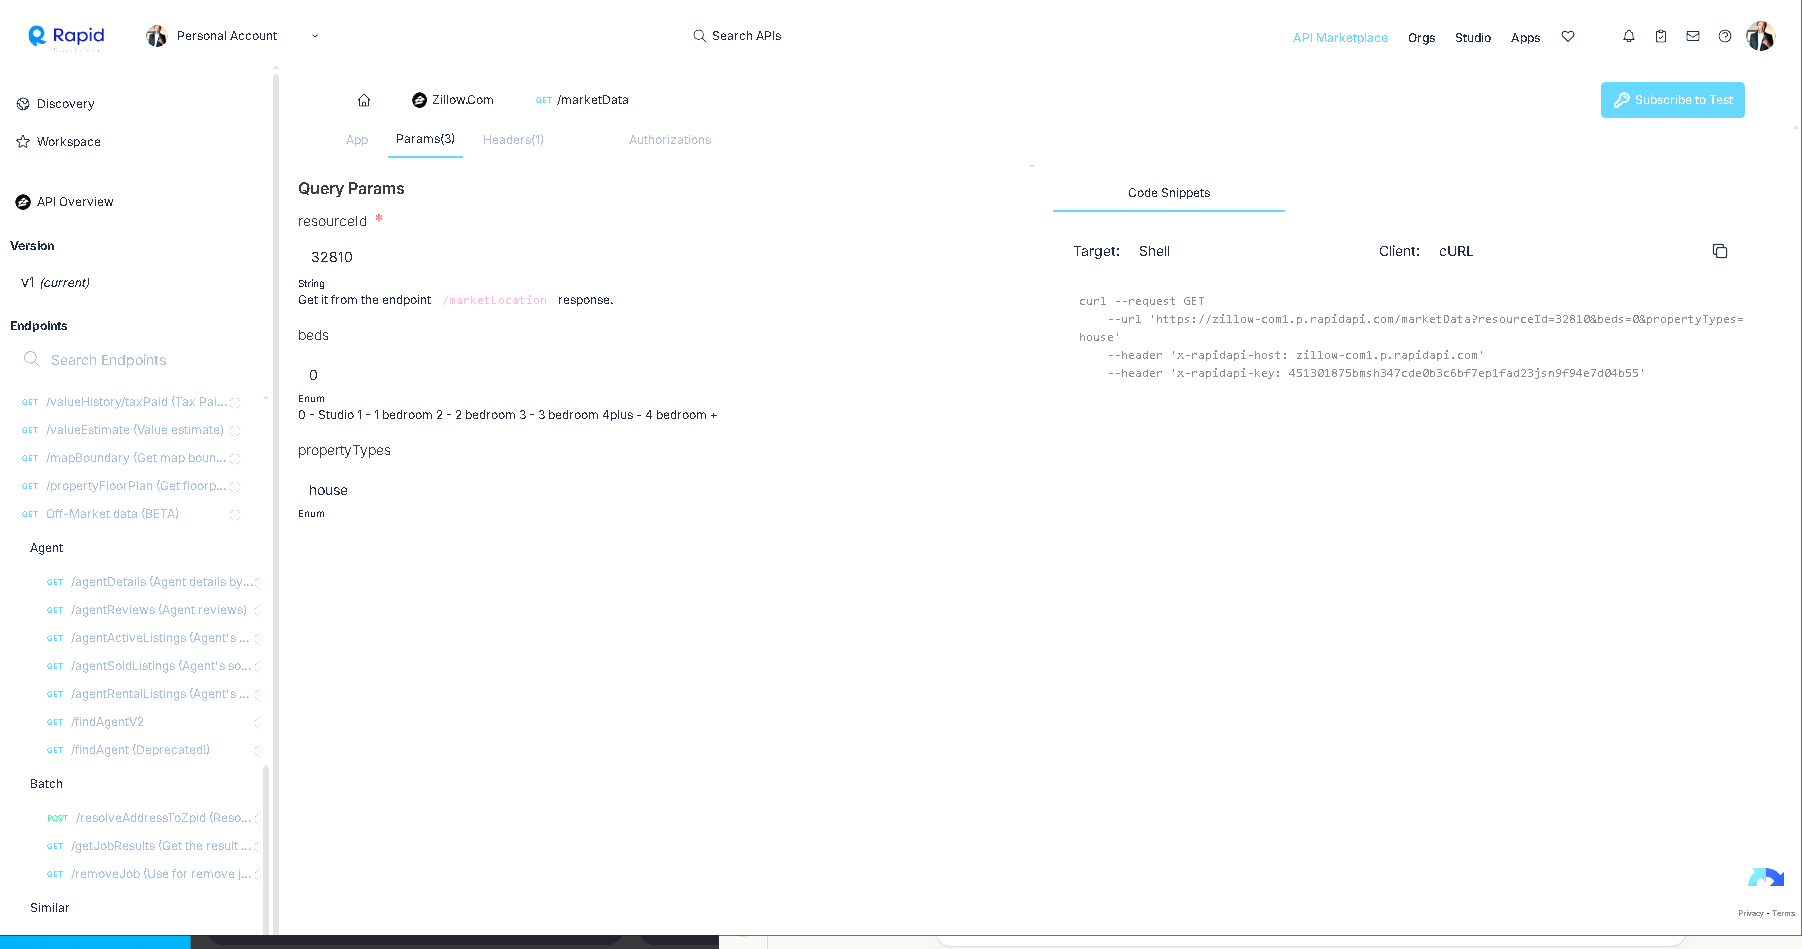 Rapid
Personal Account
Search APIs
API Marketplace
Orgs
Studio
Apps
Discovery
Workspace
API Overview
Version
V1 (current)
Endpoints
Search Endpoints
GET /valueHistory/taxPaid (Tax Pai...
GET /valueEstimate (Value estimate)
GET /mapBoundary (Get map boun...
GET /propertyFloorPlan (Get floorp...
GET Off-Market data (BETA)
Agent
GET /agentDetails (Agent details by...
GET /agentReviews (Agent reviews)
GET /agentActiveListings (Agent's ...
GET /agentSoldListings (Agent's so...
GET /agentRentalListings (Agent's ...
GET /findAgentV2
GET /findAgent (Deprecated!)
Batch
POST /resolveAddressToZpid (Reso...
GET /getJobResults (Get the result ...
GET /removeJob (Use for remove j...
Similar
Zillow.Com
GET /marketData
Subscribe to Test
App
Params(3)
Headers(1)
Authorizations
Query Params
resourceId *
32810
String
Get it from the endpoint /marketLocation response.
beds
0
Enum
0 - Studio 1 - 1 bedroom 2 - 2 bedroom 3 - 3 bedroom 4plus - 4 bedroom +
propertyTypes
house
Enum
Code Snippets
Target: Shell
Client: cURL
curl --request GET
--url 'https://zillow-com1.p.rapidapi.com/marketData?resourceId=32810&beds=0&propertyTypes=
house'
--header 'x-rapidapi-host: zillow-com1.p.rapidapi.com'
--header 'x-rapidapi-key: 451301875bmsh347cde0b3c6bf7ep1fad23jsn9f94e7d04b55'
Privacy - Terms